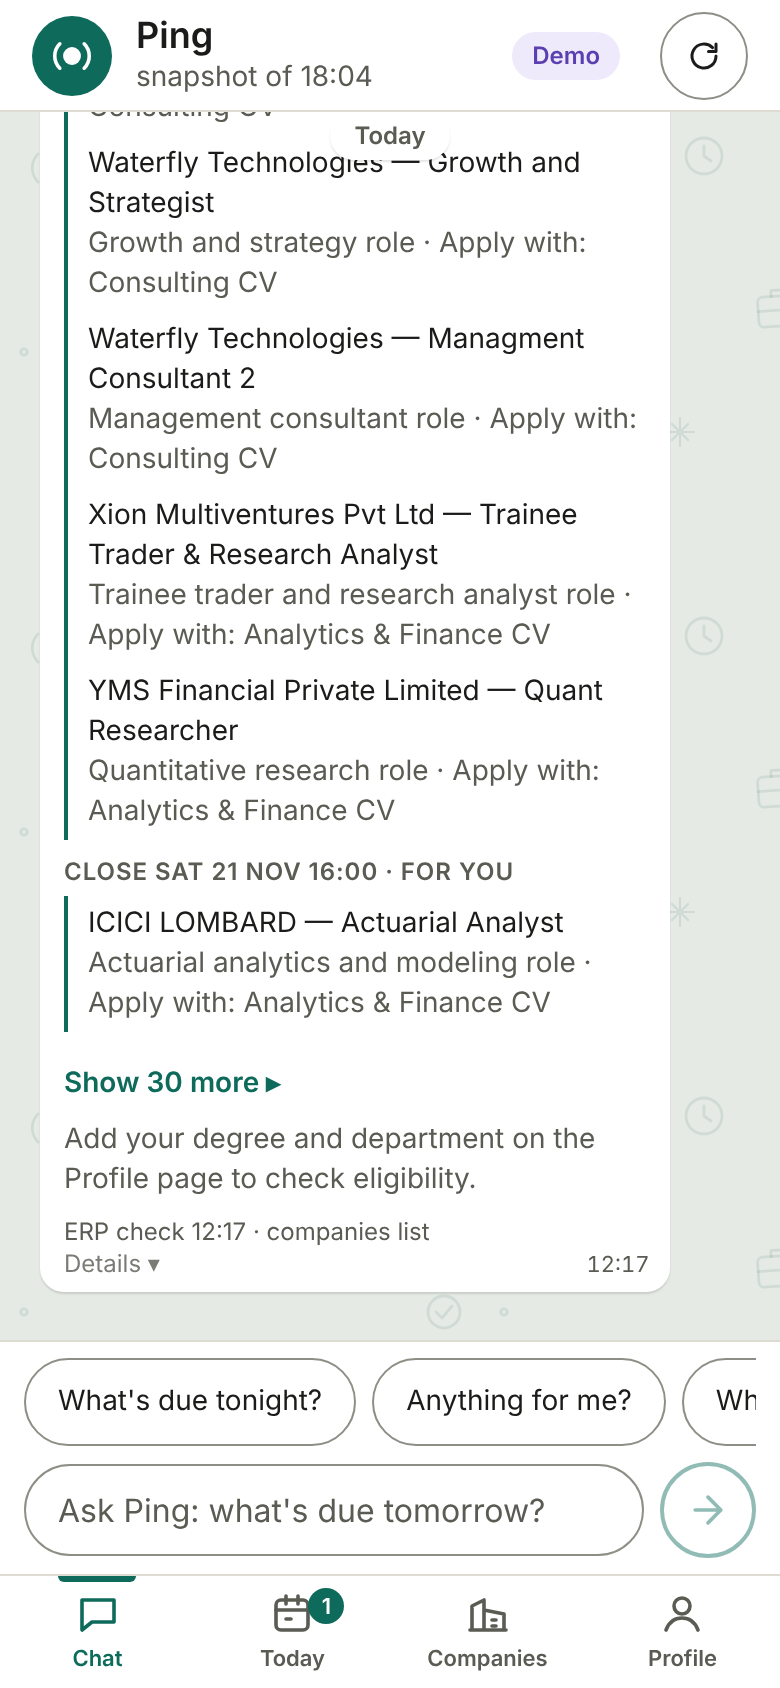 Ping
snapshot of 18:04
Demo
Consulting CV
Today
Waterfly Technologies — Growth and
Strategist
Growth and strategy role · Apply with:
Consulting CV
Waterfly Technologies — Managment
Consultant 2
Management consultant role · Apply with:
Consulting CV
Xion Multiventures Pvt Ltd — Trainee
Trader & Research Analyst
Trainee trader and research analyst role ·
Apply with: Analytics & Finance CV
YMS Financial Private Limited — Quant
Researcher
Quantitative research role · Apply with:
Analytics & Finance CV
CLOSE SAT 21 NOV 16:00 · FOR YOU
ICICI LOMBARD — Actuarial Analyst
Actuarial analytics and modeling role ·
Apply with: Analytics & Finance CV
Show 30 more ▸
Add your degree and department on the
Profile page to check eligibility.
ERP check 12:17 · companies list
Details ▾ 12:17
What's due tonight? Anything for me? Wh
Ask Ping: what's due tomorrow?
1
Chat Today Companies Profile